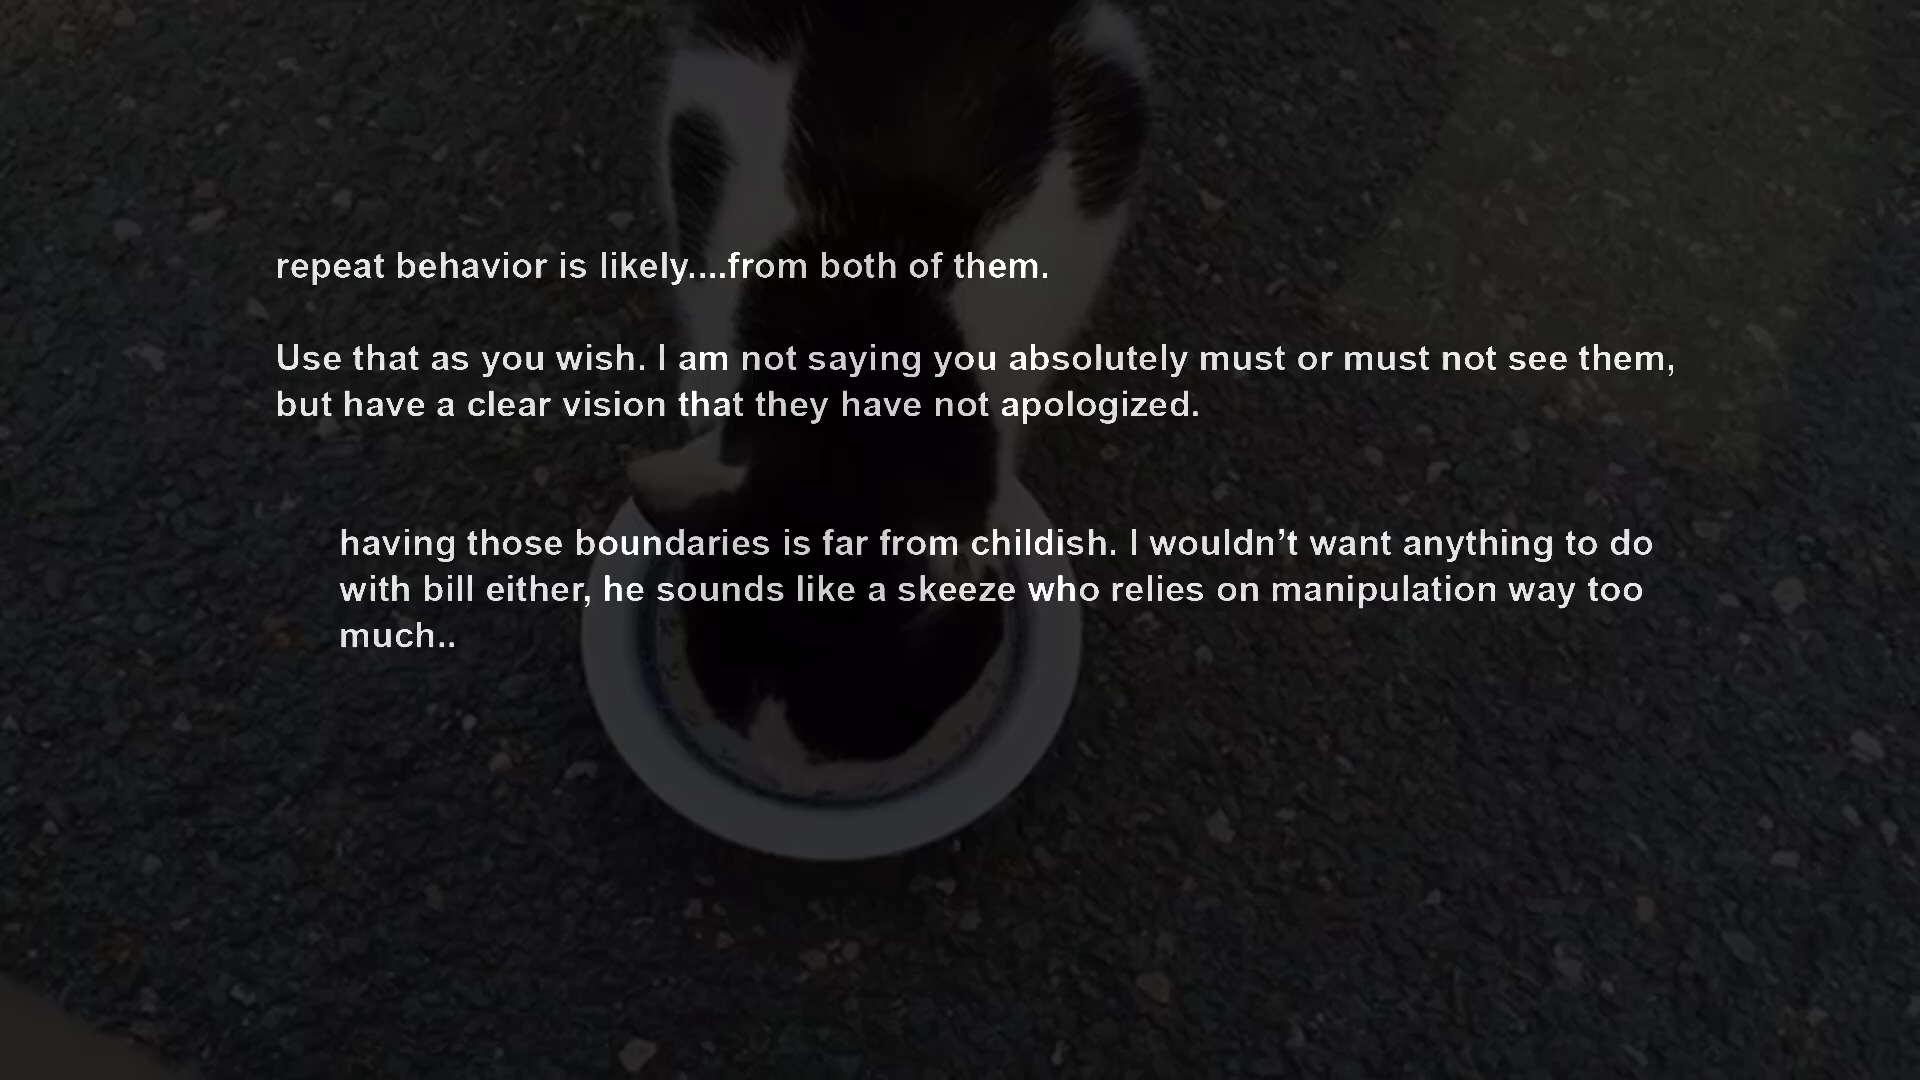 repeat behavior is likely....from both of them.
Use that as you wish. I am not saying you absolutely must or must not see them,
but have a clear vision that they have not apologized.
having those boundaries is far from childish. I wouldn’t want anything to do
with bill either, he sounds like a skeeze who relies on manipulation way too
much..